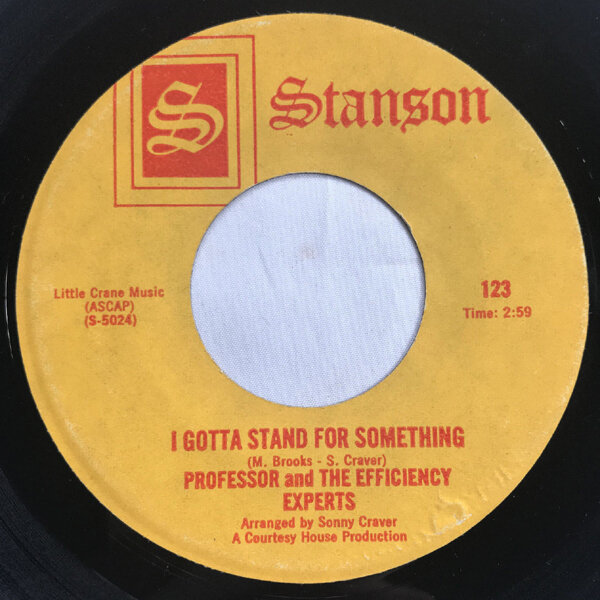 S
Stanson
Little Crane Music
(ASCAP)
(S-5024)
123
Time: 2:59
I GOTTA STAND FOR SOMETHING
(M. Brooks - S. Craver)
PROFESSOR and THE EFFICIENCY
EXPERTS
Arranged by Sonny Craver
A Courtesy House Production